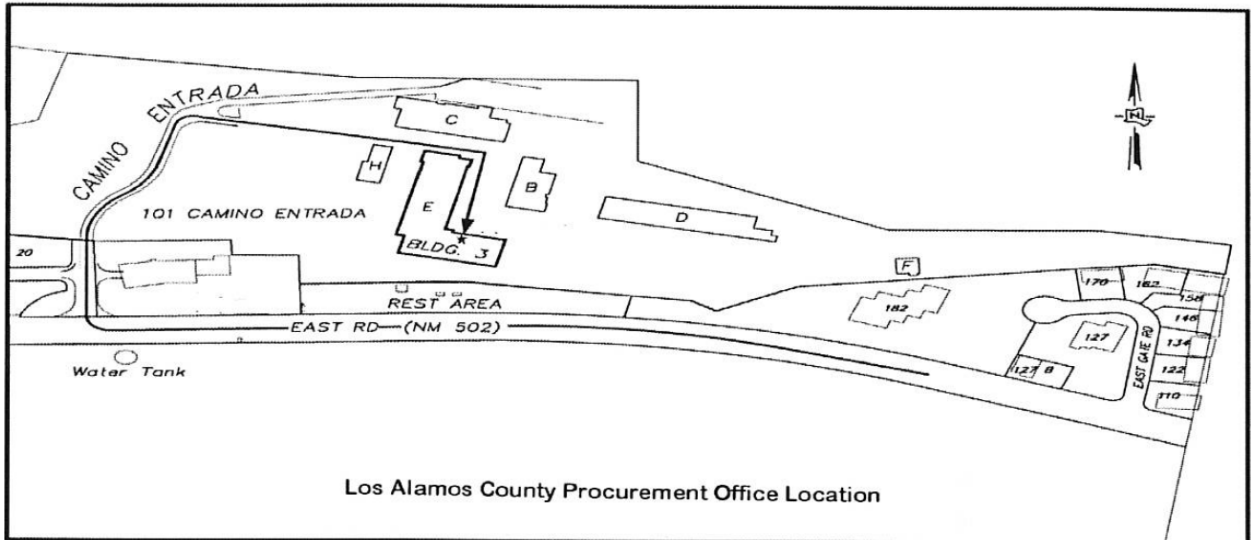 CAMINO ENTRADA
N
C
H
B
E
D
101 CAMINO ENTRADA
BLDG. 3
20
F
REST AREA
EAST RD (NM 502)
182
170
162
158
146
127
134
127 B
122
110
EAST GATE RD
Water Tank
Los Alamos County Procurement Office Location